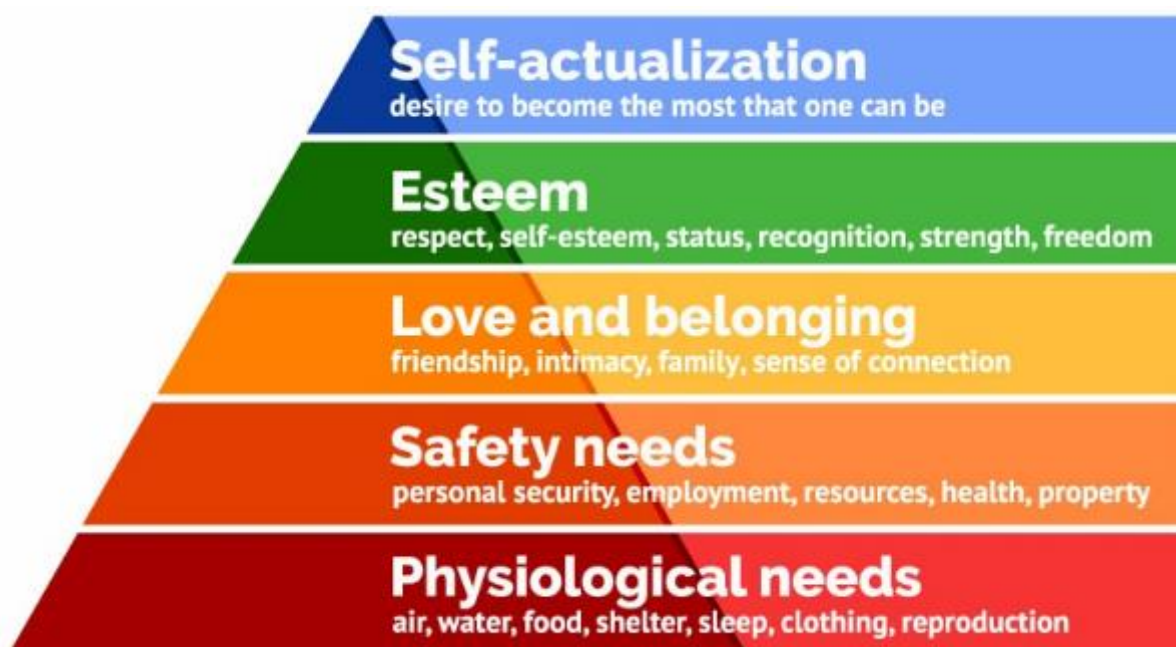 Self-actualization
desire to become the most that one can be
Esteem
respect, self-esteem, status, recognition, strength, freedom
Love and belonging
friendship, intimacy, family, sense of connection
Safety needs
personal security, employment, resources, health, property
Physiological needs
air, water, food, shelter, sleep, clothing, reproduction